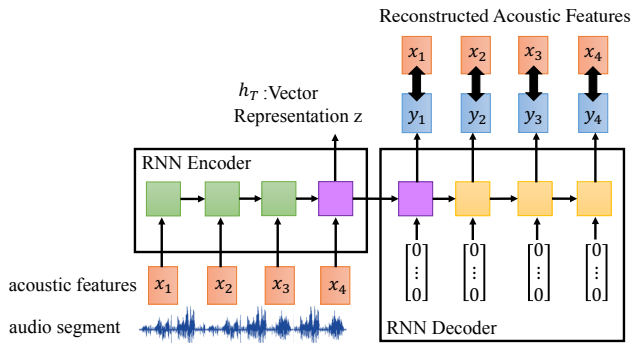 Reconstructed Acoustic Features
x₁ x₂ x₃ x₄
y₁ y₂ y₃ y₄
h_T :Vector
Representation z
RNN Encoder
acoustic features x₁ x₂ x₃ x₄
[0 ... 0] [0 ... 0] [0 ... 0] [0 ... 0]
audio segment
RNN Decoder